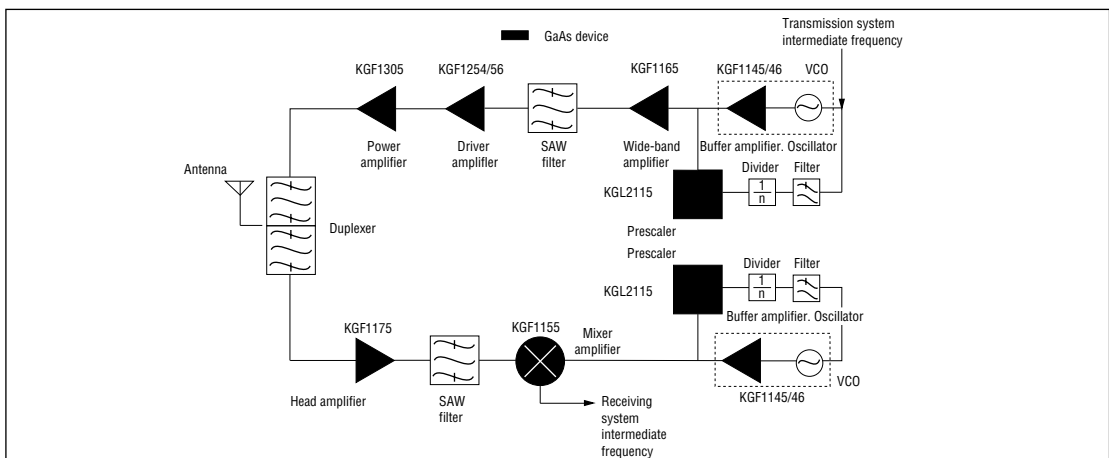 GaAs device
Transmission system
intermediate frequency
KGF1305
KGF1254/56
KGF1165
KGF1145/46
VCO
Power
amplifier
Driver
amplifier
SAW
filter
Wide-band
amplifier
Buffer amplifier. Oscillator
Antenna
Duplexer
KGL2115
Divider
1
n
Filter
Prescaler
Prescaler
KGL2115
Divider
1
n
Filter
Buffer amplifier. Oscillator
KGF1175
KGF1155
Mixer
amplifier
Head amplifier
SAW
filter
Receiving
system
intermediate
frequency
VCO
KGF1145/46